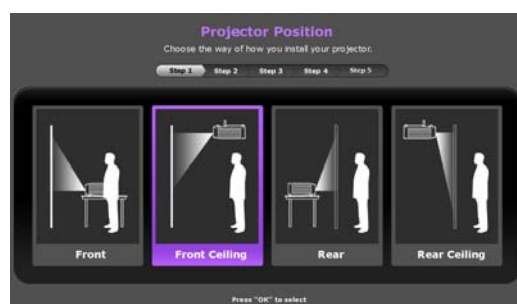 Projector Position
Choose the way of how you install your projector.
Step 1 Step 2 Step 3 Step 4 Step 5
Front Front Ceiling Rear Rear Ceiling
Press "OK" to select